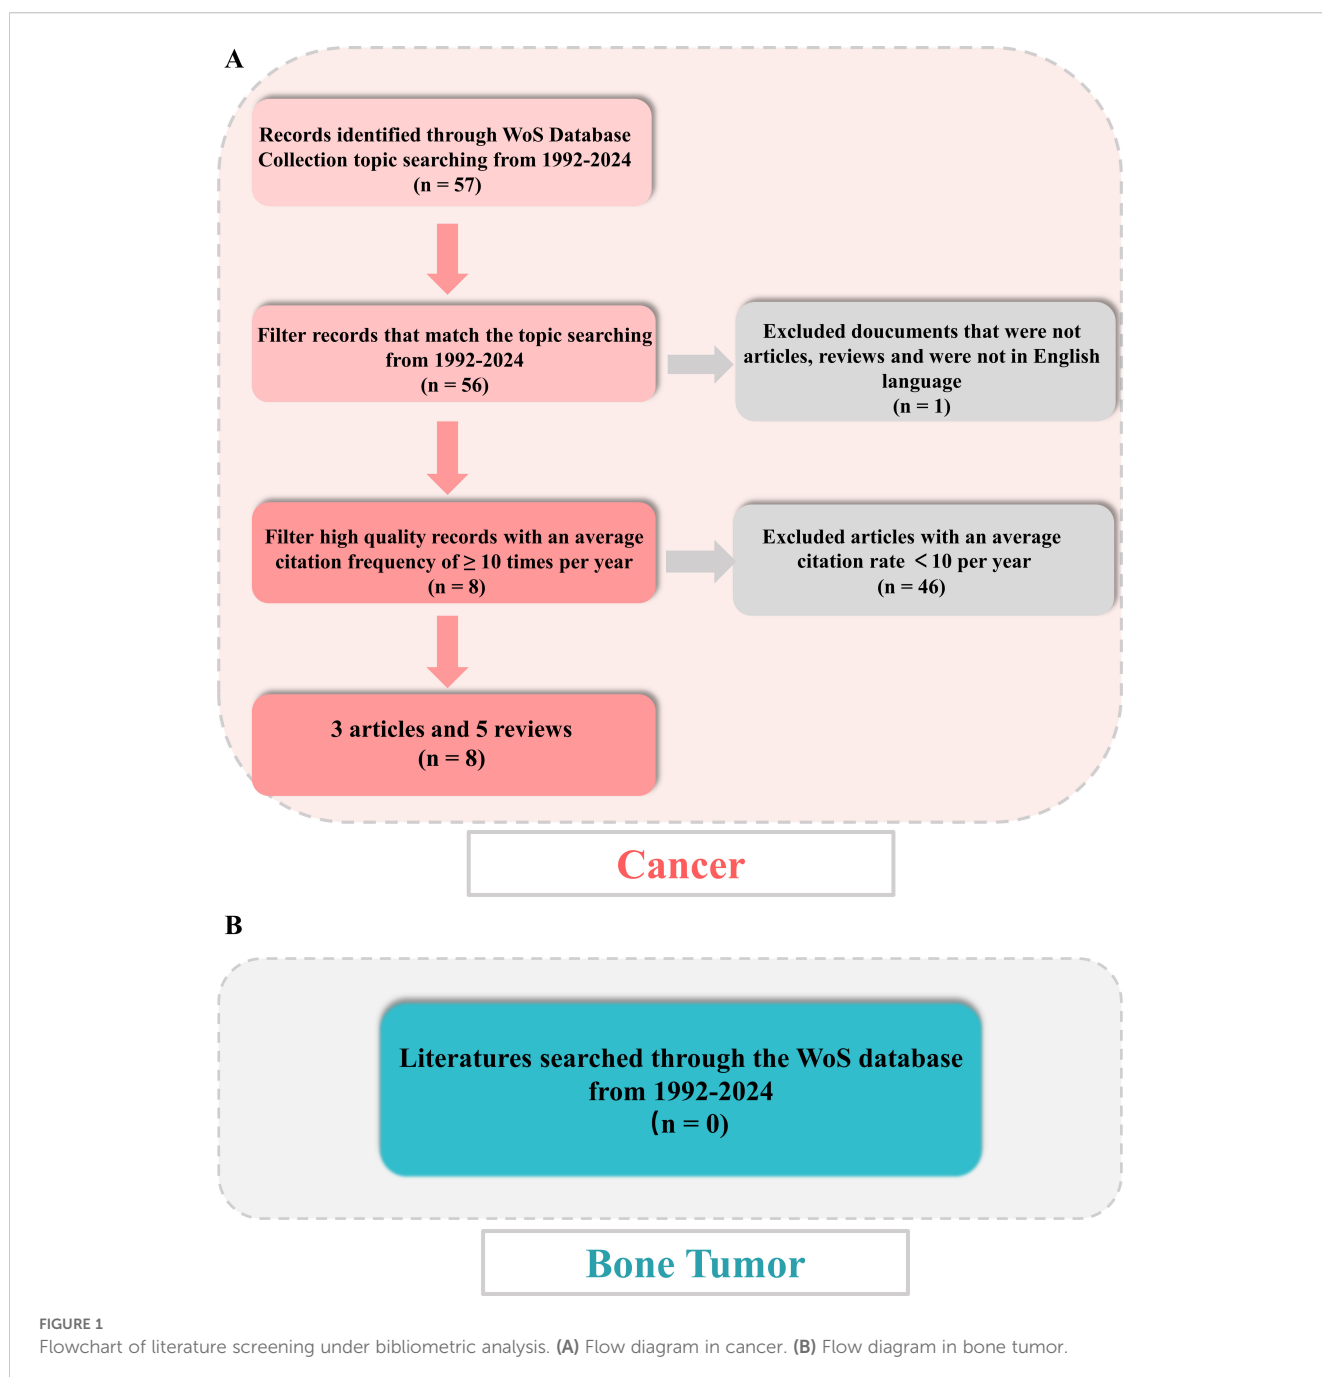 A
Records identified through WoS Database
Collection topic searching from 1992-2024
(n = 57)
Filter records that match the topic searching
from 1992-2024
(n = 56)
Excluded doucuments that were not
articles, reviews and were not in English
language
(n = 1)
Filter high quality records with an average
citation frequency of ≥ 10 times per year
(n = 8)
Excluded articles with an average
citation rate < 10 per year
(n = 46)
3 articles and 5 reviews
(n = 8)
Cancer
B
Literatures searched through the WoS database
from 1992-2024
(n = 0)
Bone Tumor
FIGURE 1
Flowchart of literature screening under bibliometric analysis. (A) Flow diagram in cancer. (B) Flow diagram in bone tumor.